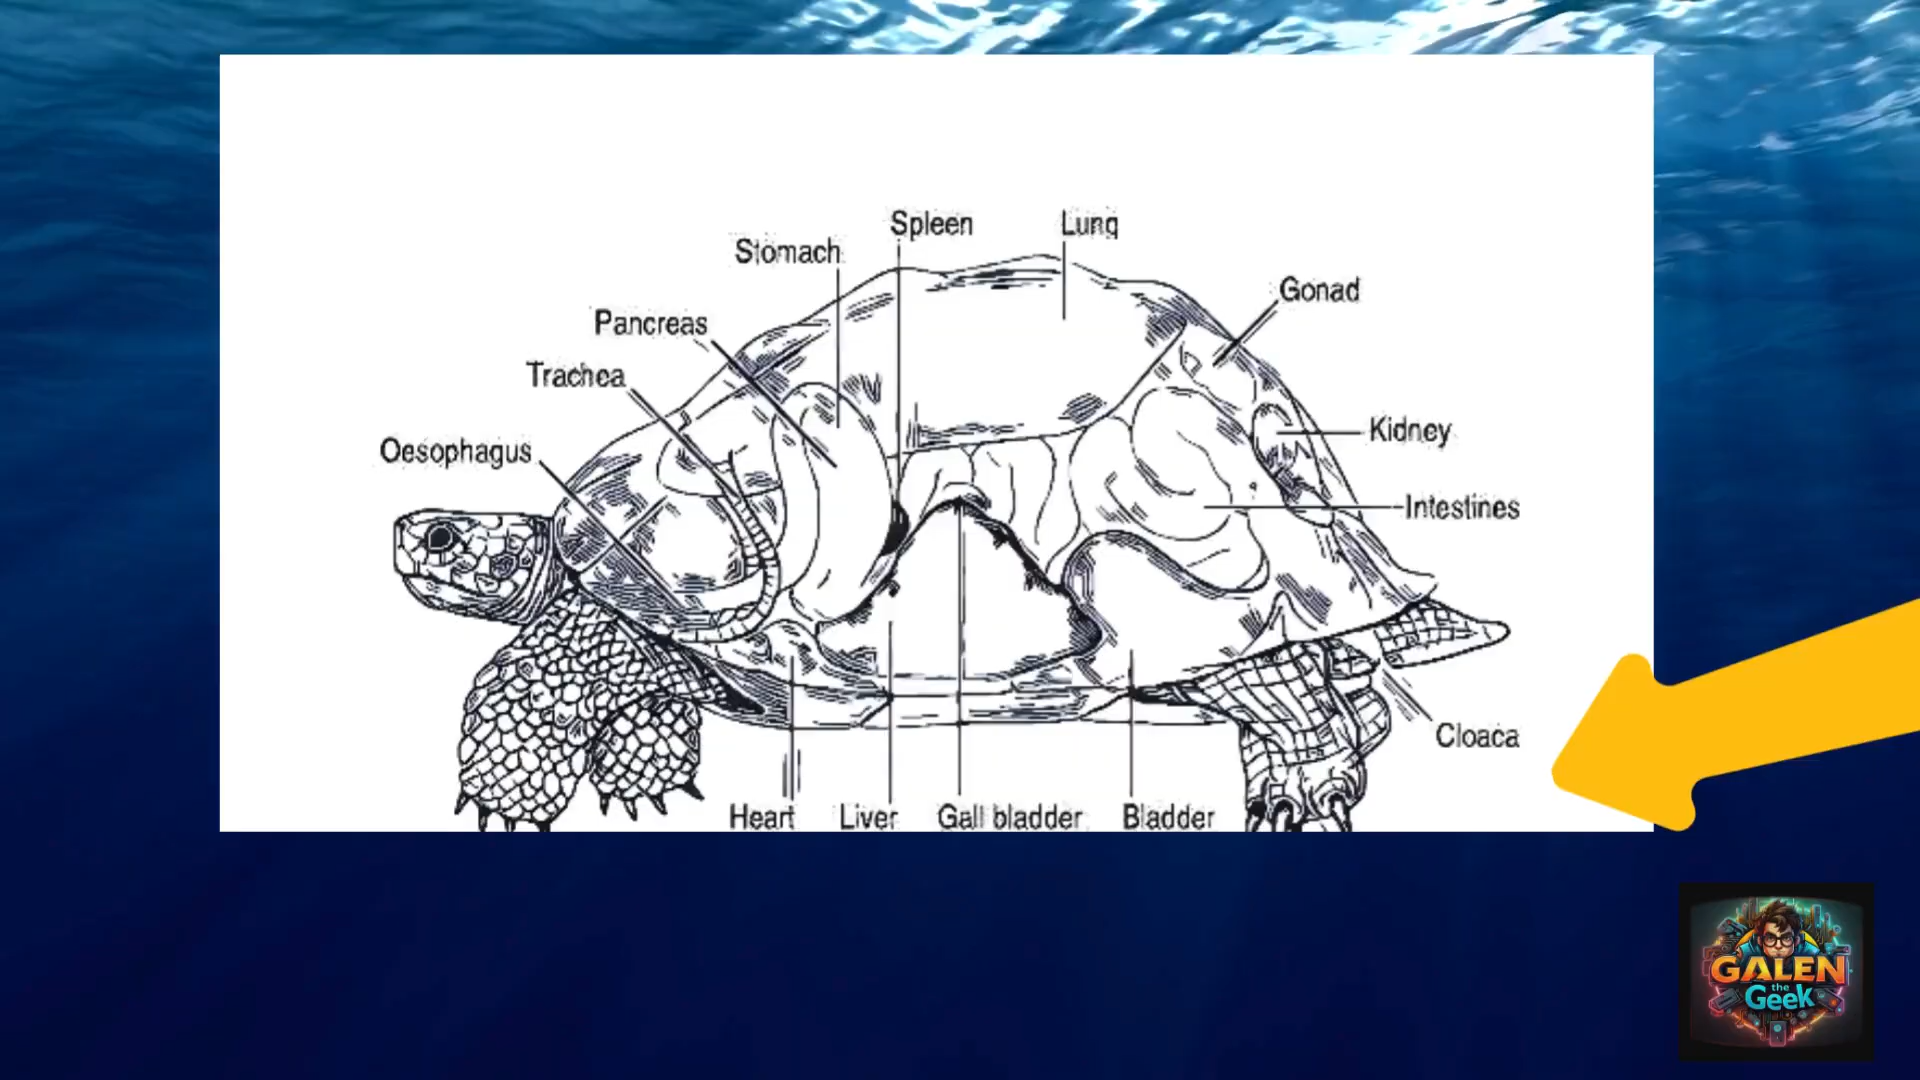 Spleen
Lung
Stomach
Gonad
Pancreas
Trachea
Kidney
Oesophagus
Intestines
Cloaca
Heart
Liver
Gall bladder
Bladder
GALEN
the
Geek